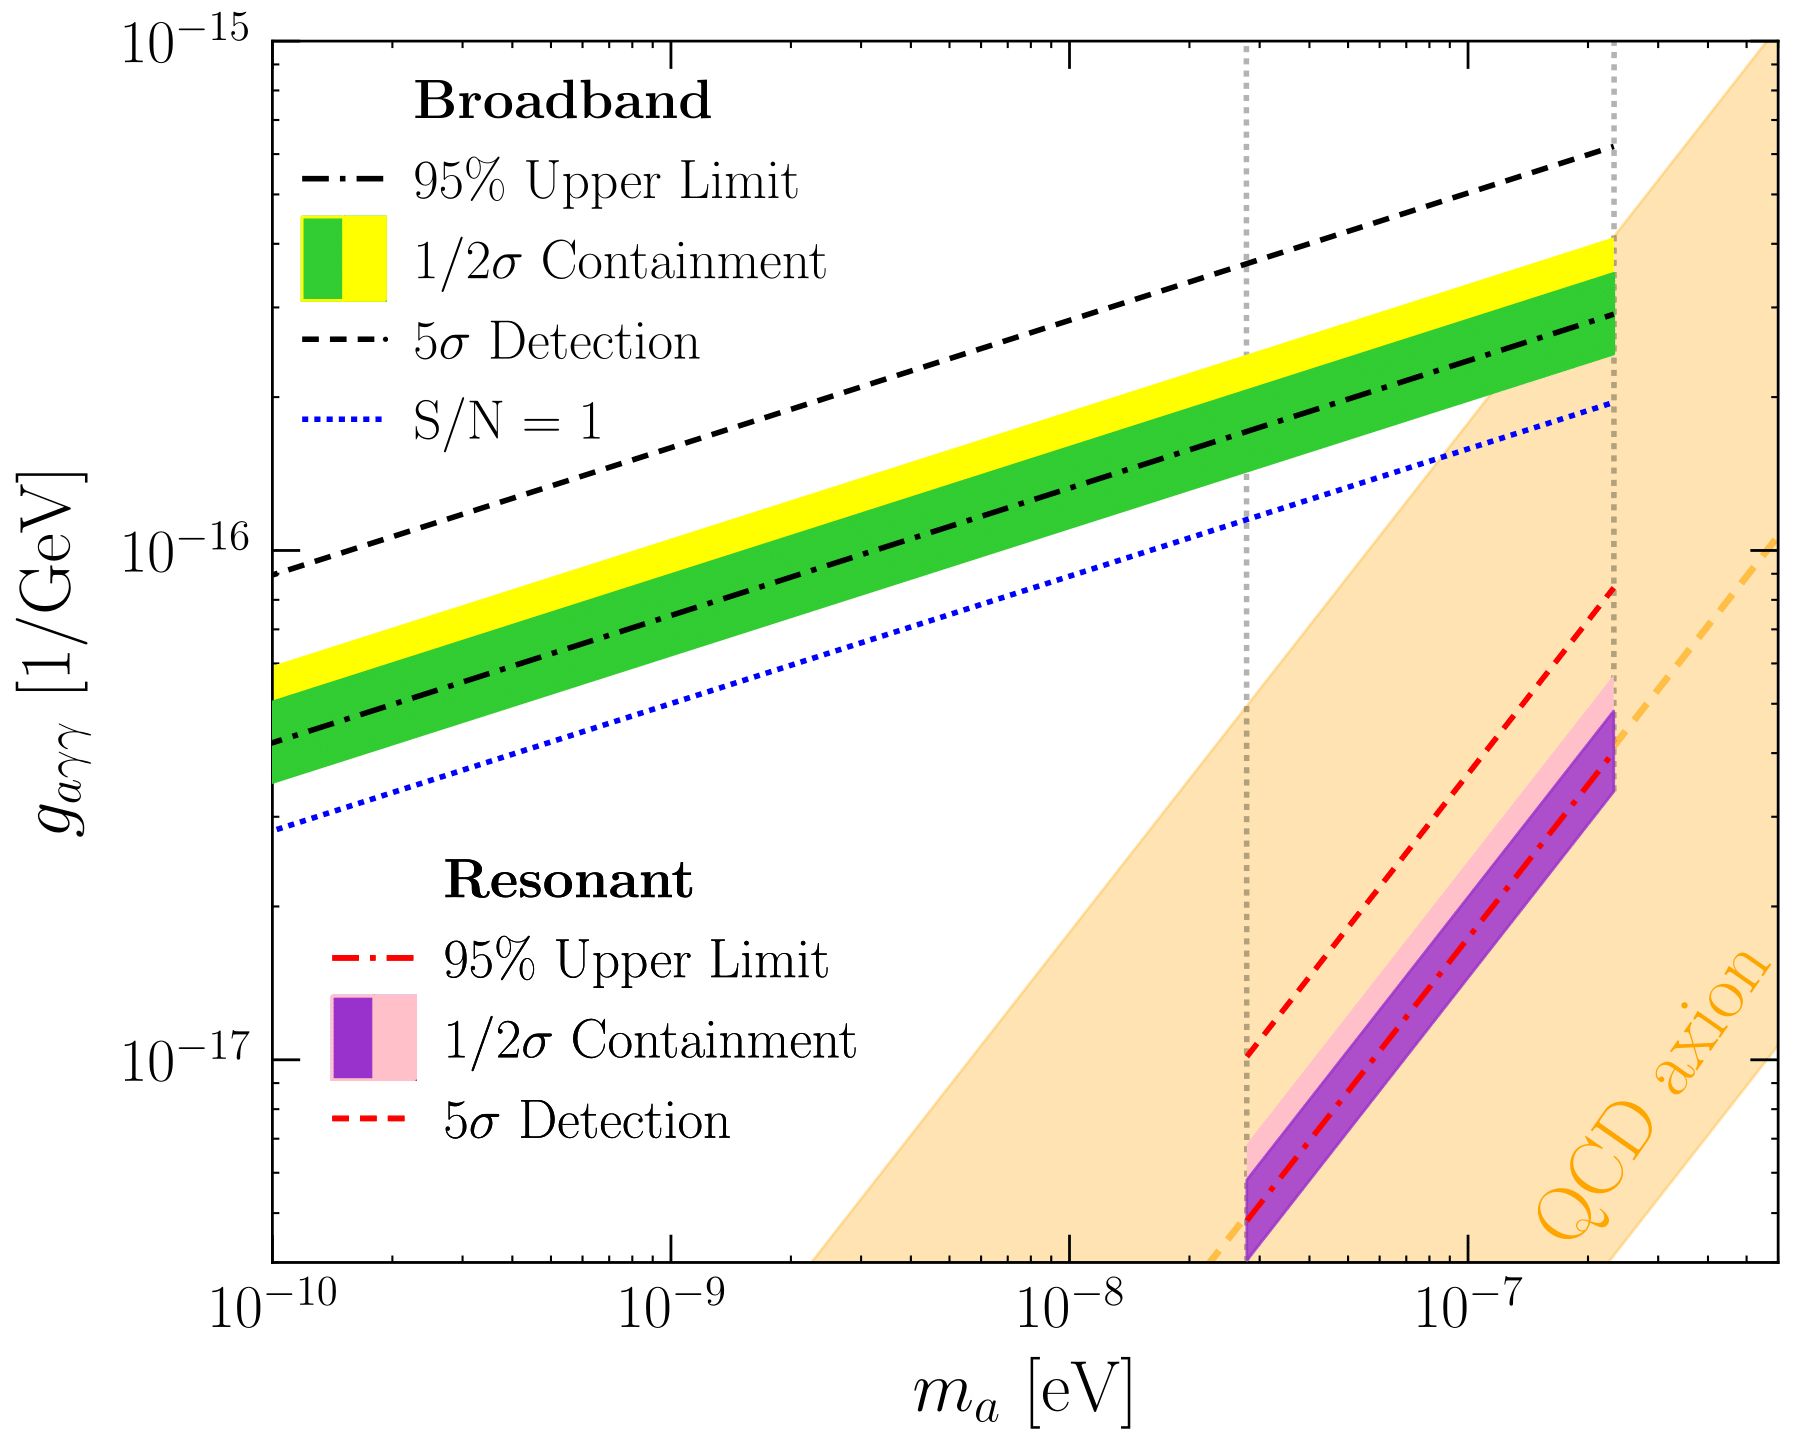 10⁻¹⁵
Broadband
95% Upper Limit
1/2σ Containment
5σ Detection
S/N = 1
10⁻¹⁶
g_{aγγ} [1/GeV]
Resonant
95% Upper Limit
1/2σ Containment
5σ Detection
10⁻¹⁷
QCD axion
10⁻¹⁰ 10⁻⁹ 10⁻⁸ 10⁻⁷
m_a [eV]